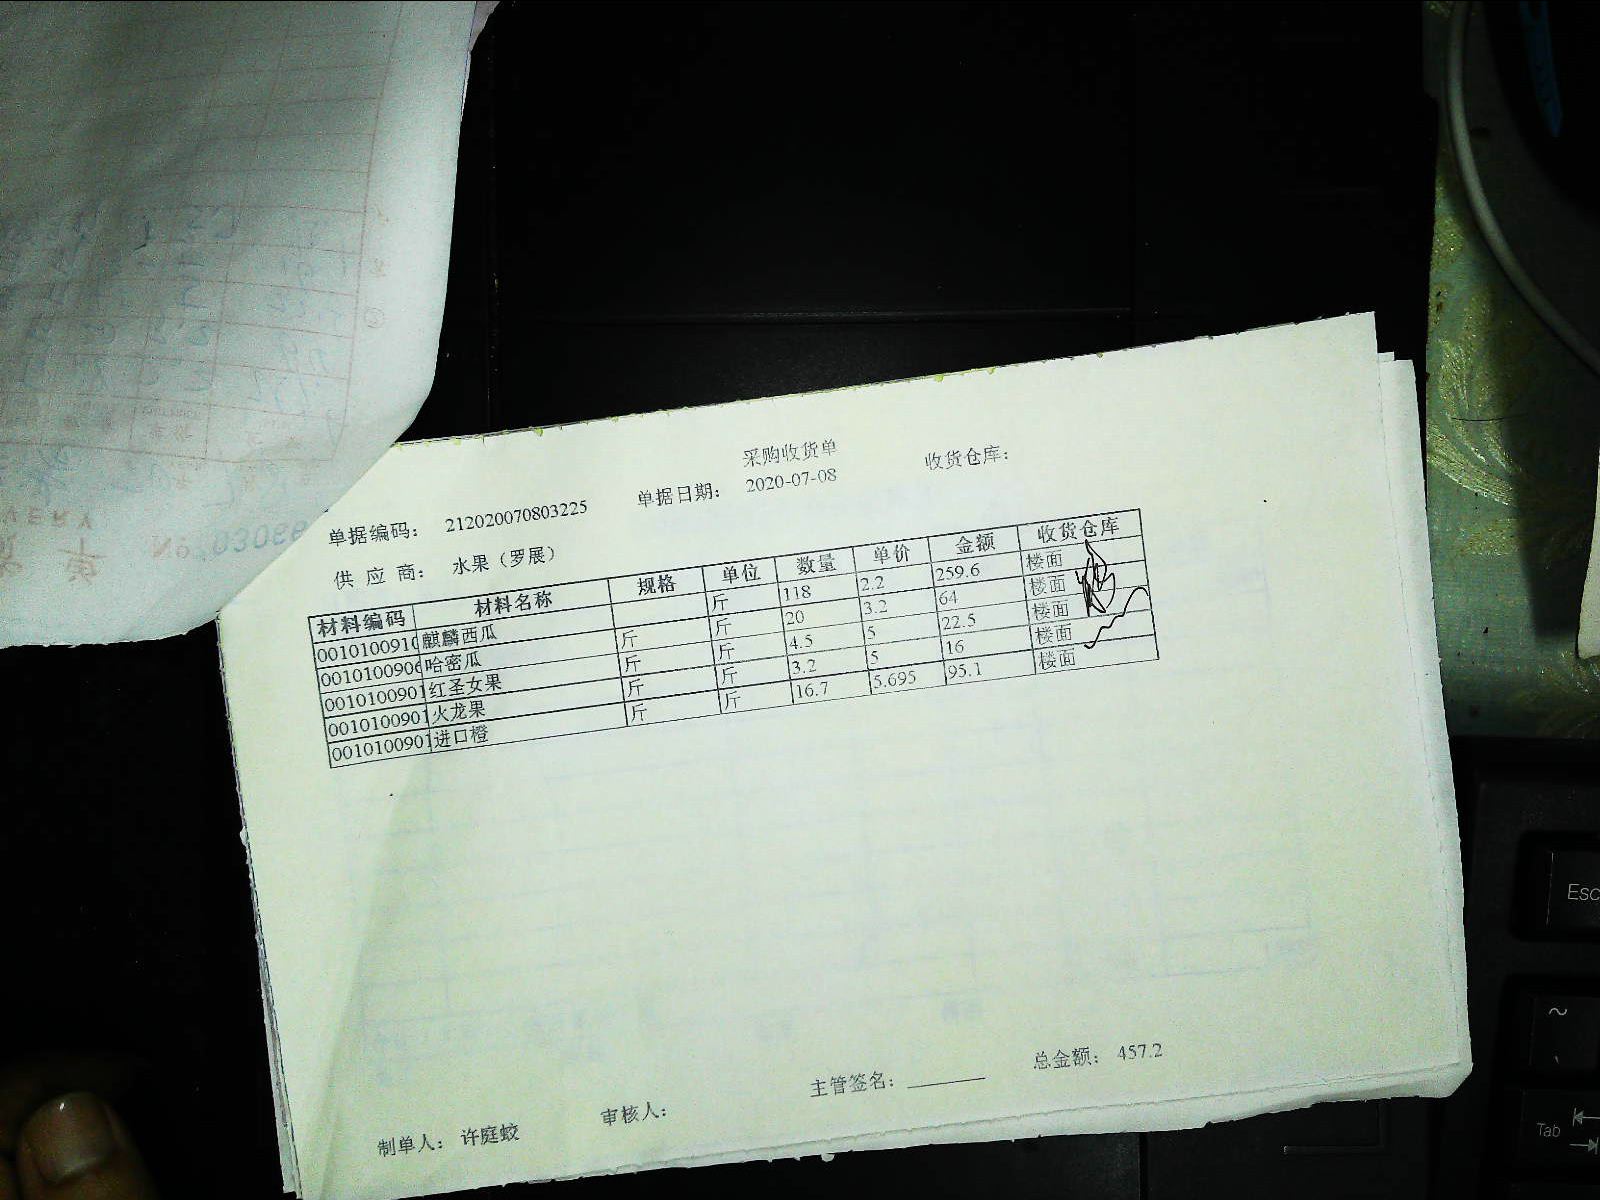 采购收货单
单据编码： 212020070803225 单据日期： 2020-07-08 收货仓库：
供 应 商： 水果（罗展）
材料编码 材料名称 规格 单位 数量 单价 金额 收货仓库
0010100910 麒麟西瓜 斤 118 2.2 259.6 楼面
0010100906 哈密瓜 斤 斤 20 3.2 64 楼面
0010100901 红圣女果 斤 斤 4.5 5 22.5 楼面
0010100901 火龙果 斤 斤 3.2 5 16 楼面
0010100901 进口橙 斤 斤 16.7 5.695 95.1 楼面
制单人： 许庭蛟 审核人： 主管签名： 总金额： 457.2
Esc
~
Tab